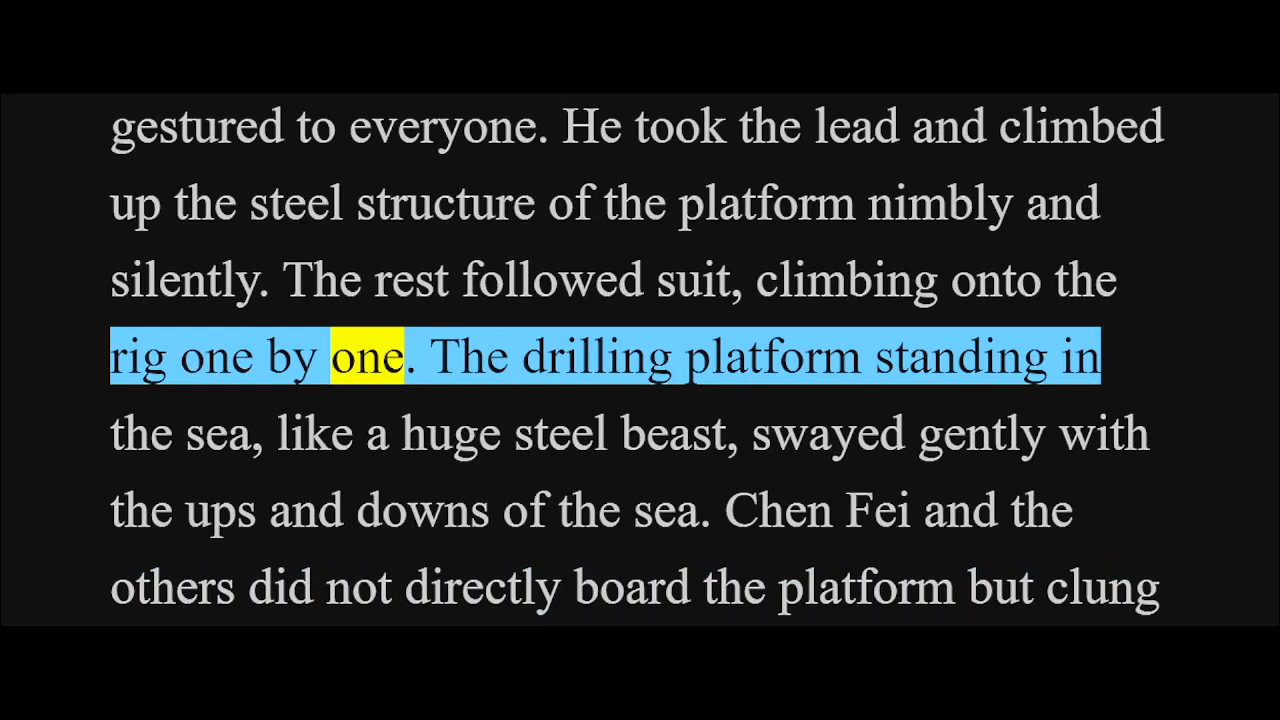 gestured to everyone. He took the lead and climbed
up the steel structure of the platform nimbly and
silently. The rest followed suit, climbing onto the
rig one by one. The drilling platform standing in
the sea, like a huge steel beast, swayed gently with
the ups and downs of the sea. Chen Fei and the
others did not directly board the platform but clung